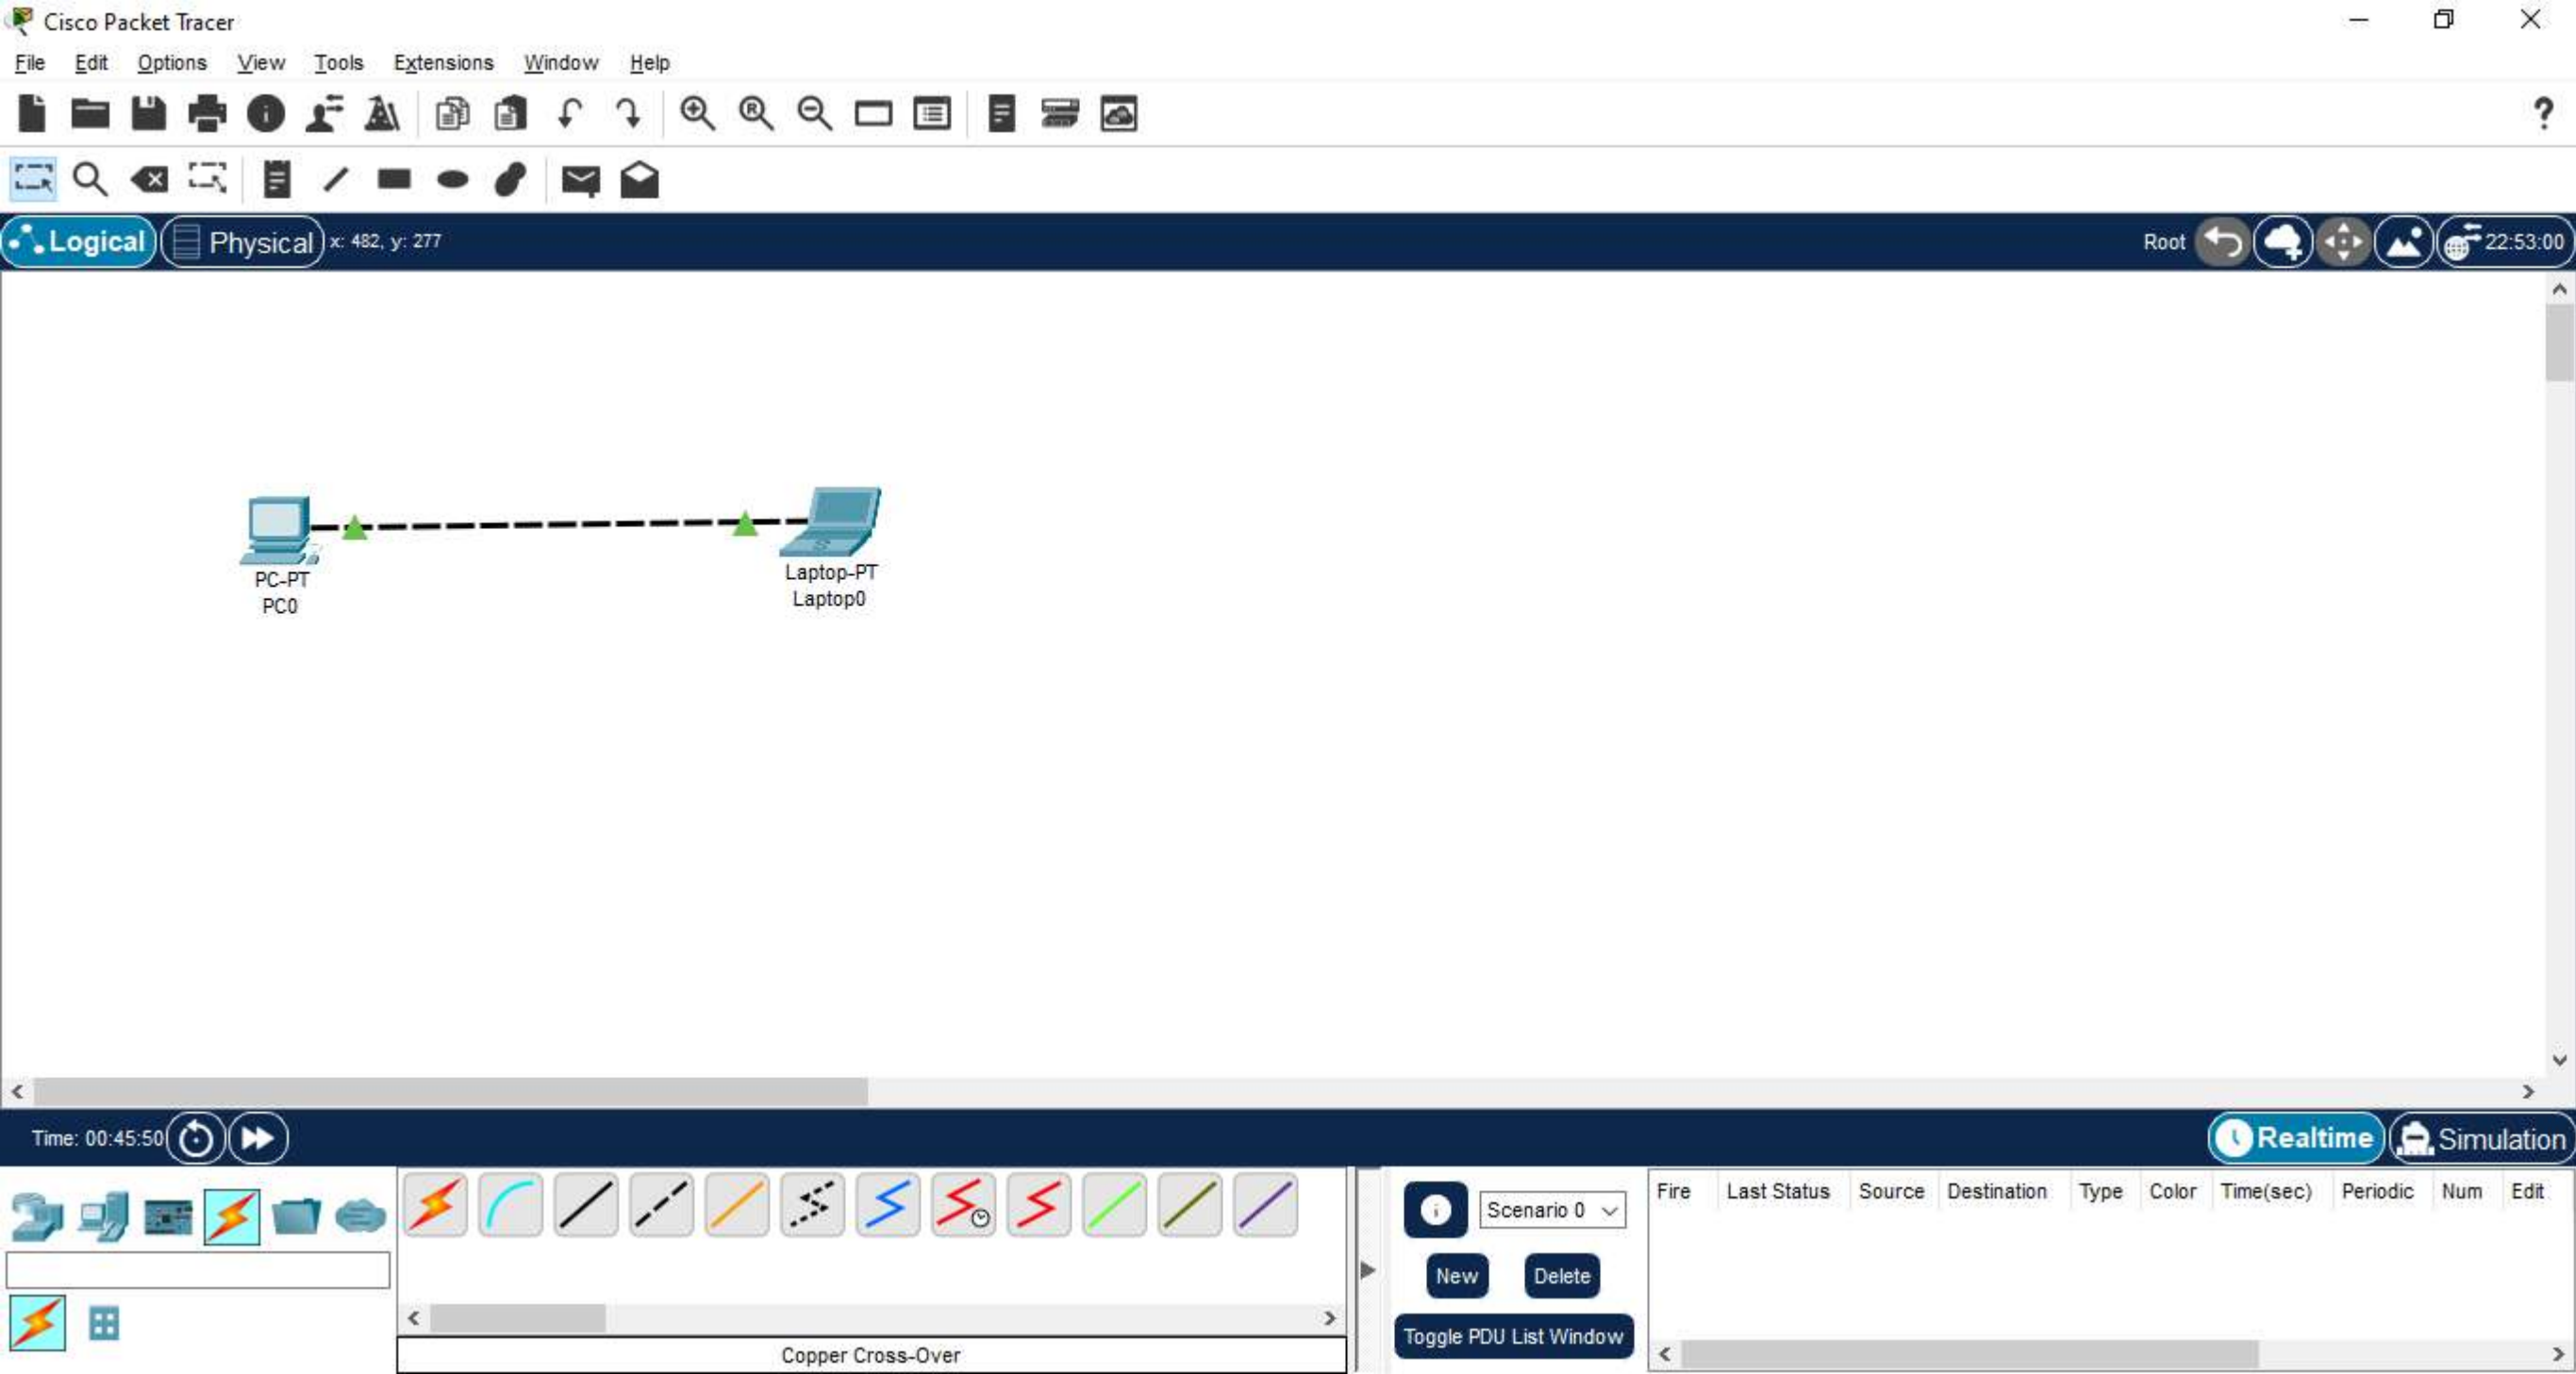 Cisco Packet Tracer
File Edit Options View Tools Extensions Window Help
Logical Physical x: 482, y: 277 Root 22:53:00
PC-PT
PC0
Laptop-PT
Laptop0
Time: 00:45:50 Realtime Simulation
Fire Last Status Source Destination Type Color Time(sec) Periodic Num Edit
Scenario 0
New Delete
Toggle PDU List Window
Copper Cross-Over